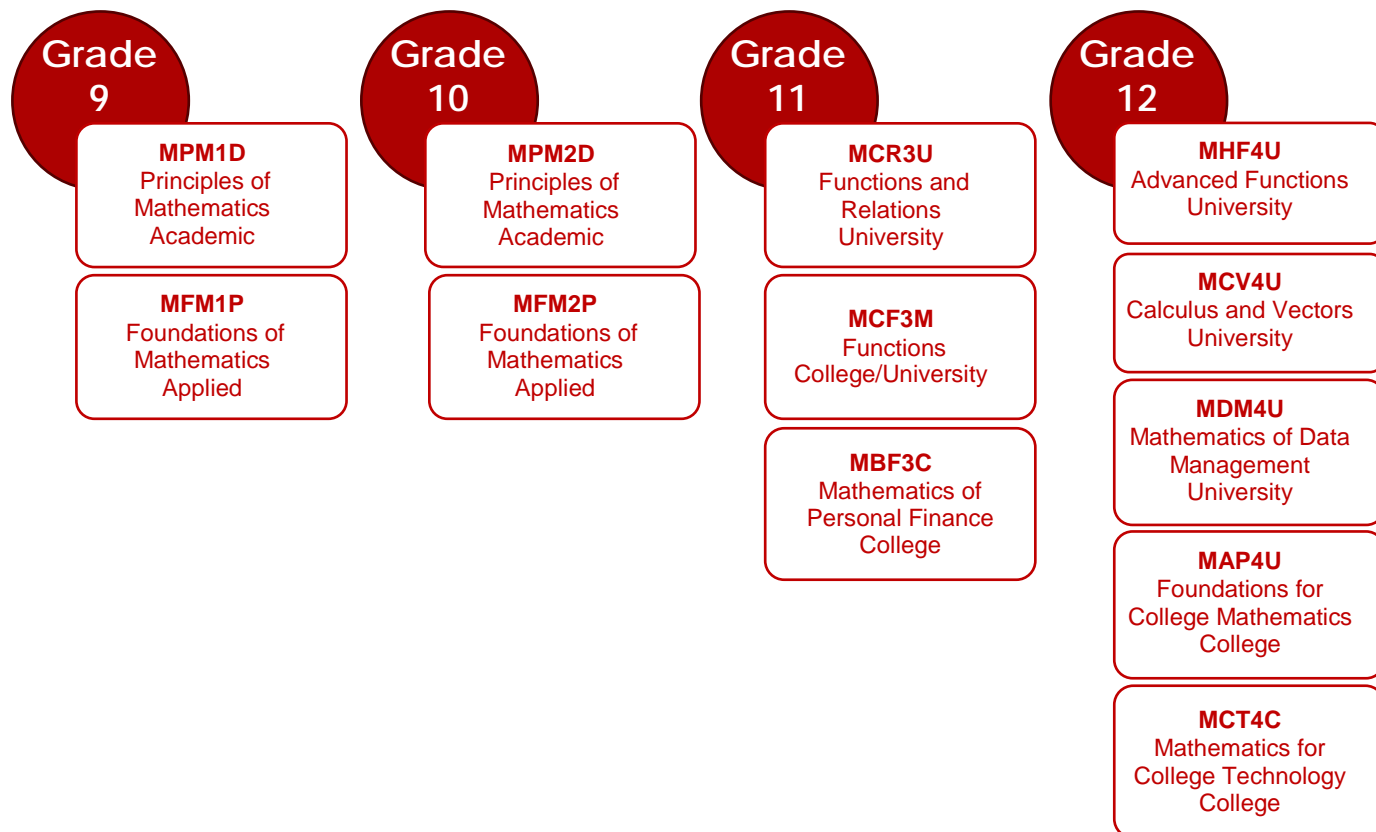 Grade
9
MPM1D
Principles of
Mathematics
Academic
MFM1P
Foundations of
Mathematics
Applied
Grade
10
MPM2D
Principles of
Mathematics
Academic
MFM2P
Foundations of
Mathematics
Applied
Grade
11
MCR3U
Functions and
Relations
University
MCF3M
Functions
College/University
MBF3C
Mathematics of
Personal Finance
College
Grade
12
MHF4U
Advanced Functions
University
MCV4U
Calculus and Vectors
University
MDM4U
Mathematics of Data
Management
University
MAP4U
Foundations for
College Mathematics
College
MCT4C
Mathematics for
College Technology
College